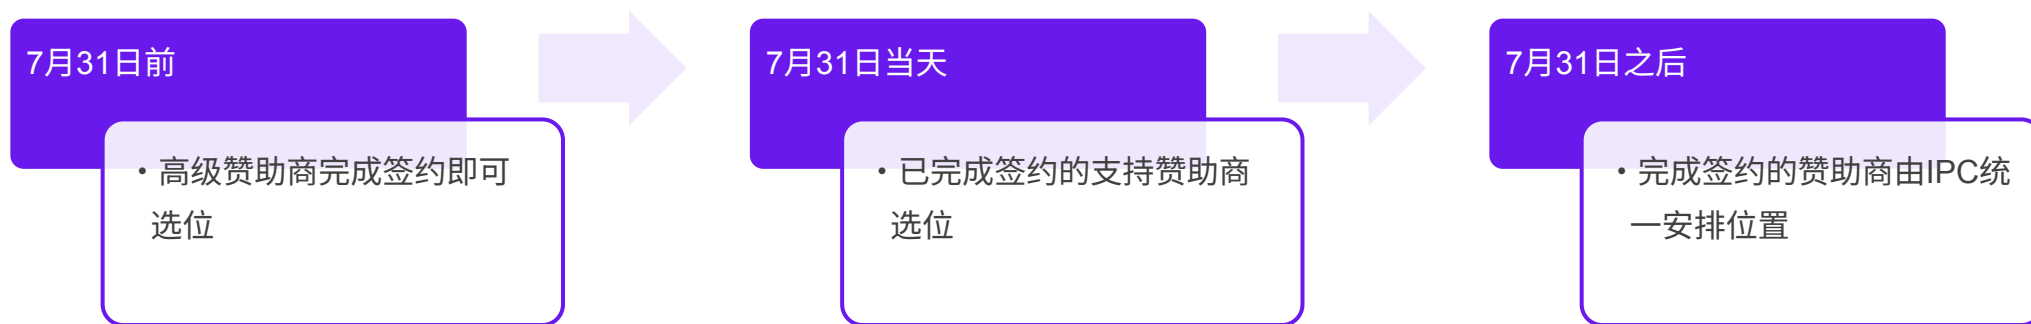 7月31日前
・高级赞助商完成签约即可
选位
7月31日当天
・已完成签约的支持赞助商
选位
7月31日之后
・完成签约的赞助商由IPC统
一安排位置